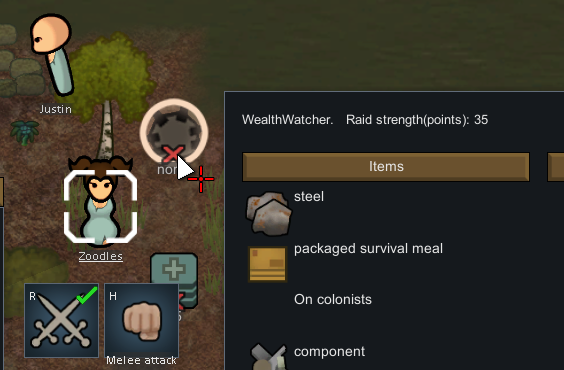 Justin
WealthWatcher. Raid strength(points): 35
Items
steel
Zoodles
packaged survival meal
On colonists
R
H
component
Melee attack